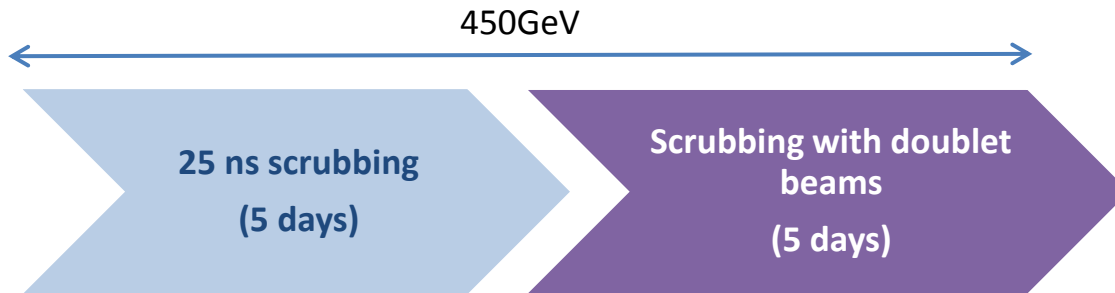 450GeV
25 ns scrubbing
(5 days)
Scrubbing with doublet
beams
(5 days)